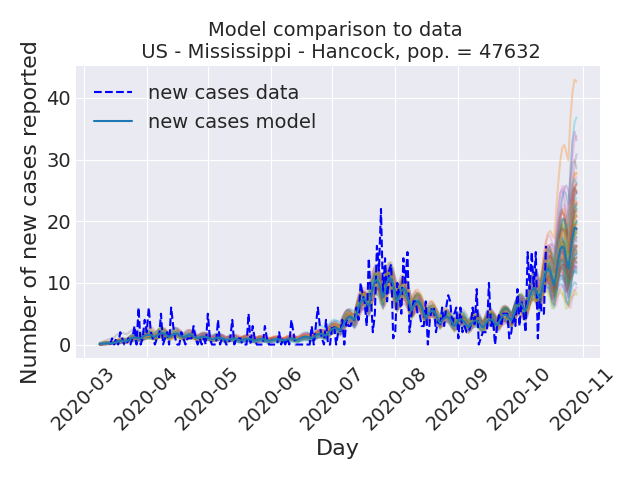 Model comparison to data
US - Mississippi - Hancock, pop. = 47632
Number of new cases reported
40
30
20
10
0
new cases data
new cases model
2020-03
2020-04
2020-05
2020-06
2020-07
2020-08
2020-09
2020-10
2020-11
Day